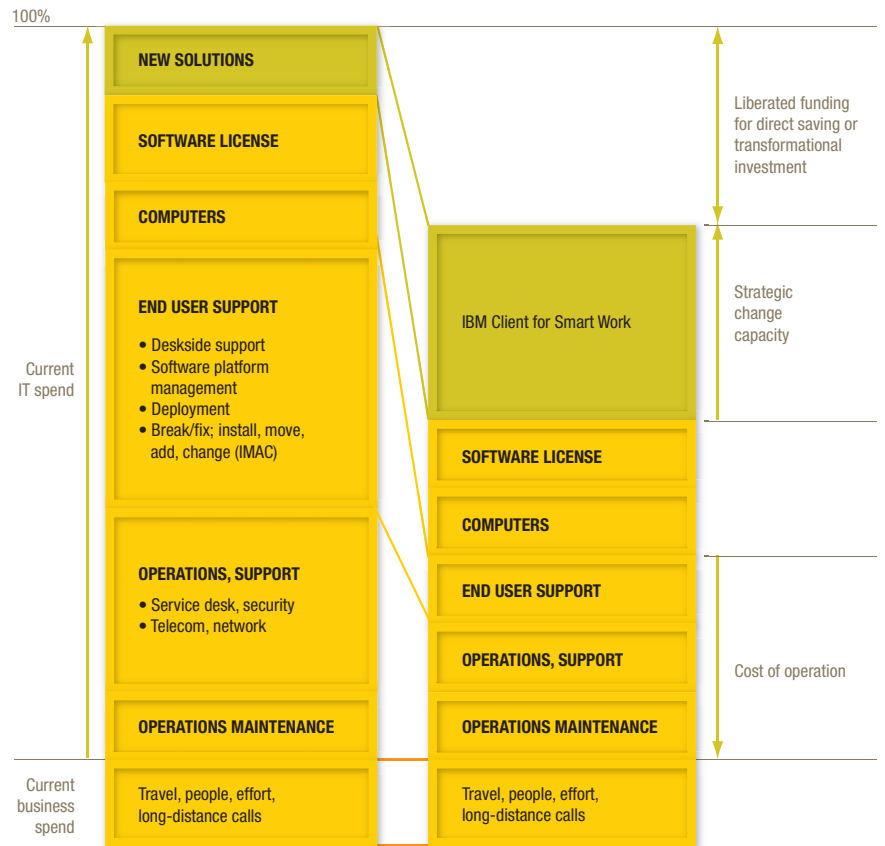 100%
NEW SOLUTIONS
SOFTWARE LICENSE
COMPUTERS
END USER SUPPORT
• Deskside support
• Software platform
management
• Deployment
• Break/fix; install, move,
add, change (IMAC)
OPERATIONS, SUPPORT
• Service desk, security
• Telecom, network
OPERATIONS MAINTENANCE
Travel, people, effort,
long-distance calls
Current
IT spend
Current
business
spend
IBM Client for Smart Work
SOFTWARE LICENSE
COMPUTERS
END USER SUPPORT
OPERATIONS, SUPPORT
OPERATIONS MAINTENANCE
Travel, people, effort,
long-distance calls
Liberated funding
for direct saving or
transformational
investment
Strategic
change
capacity
Cost of operation